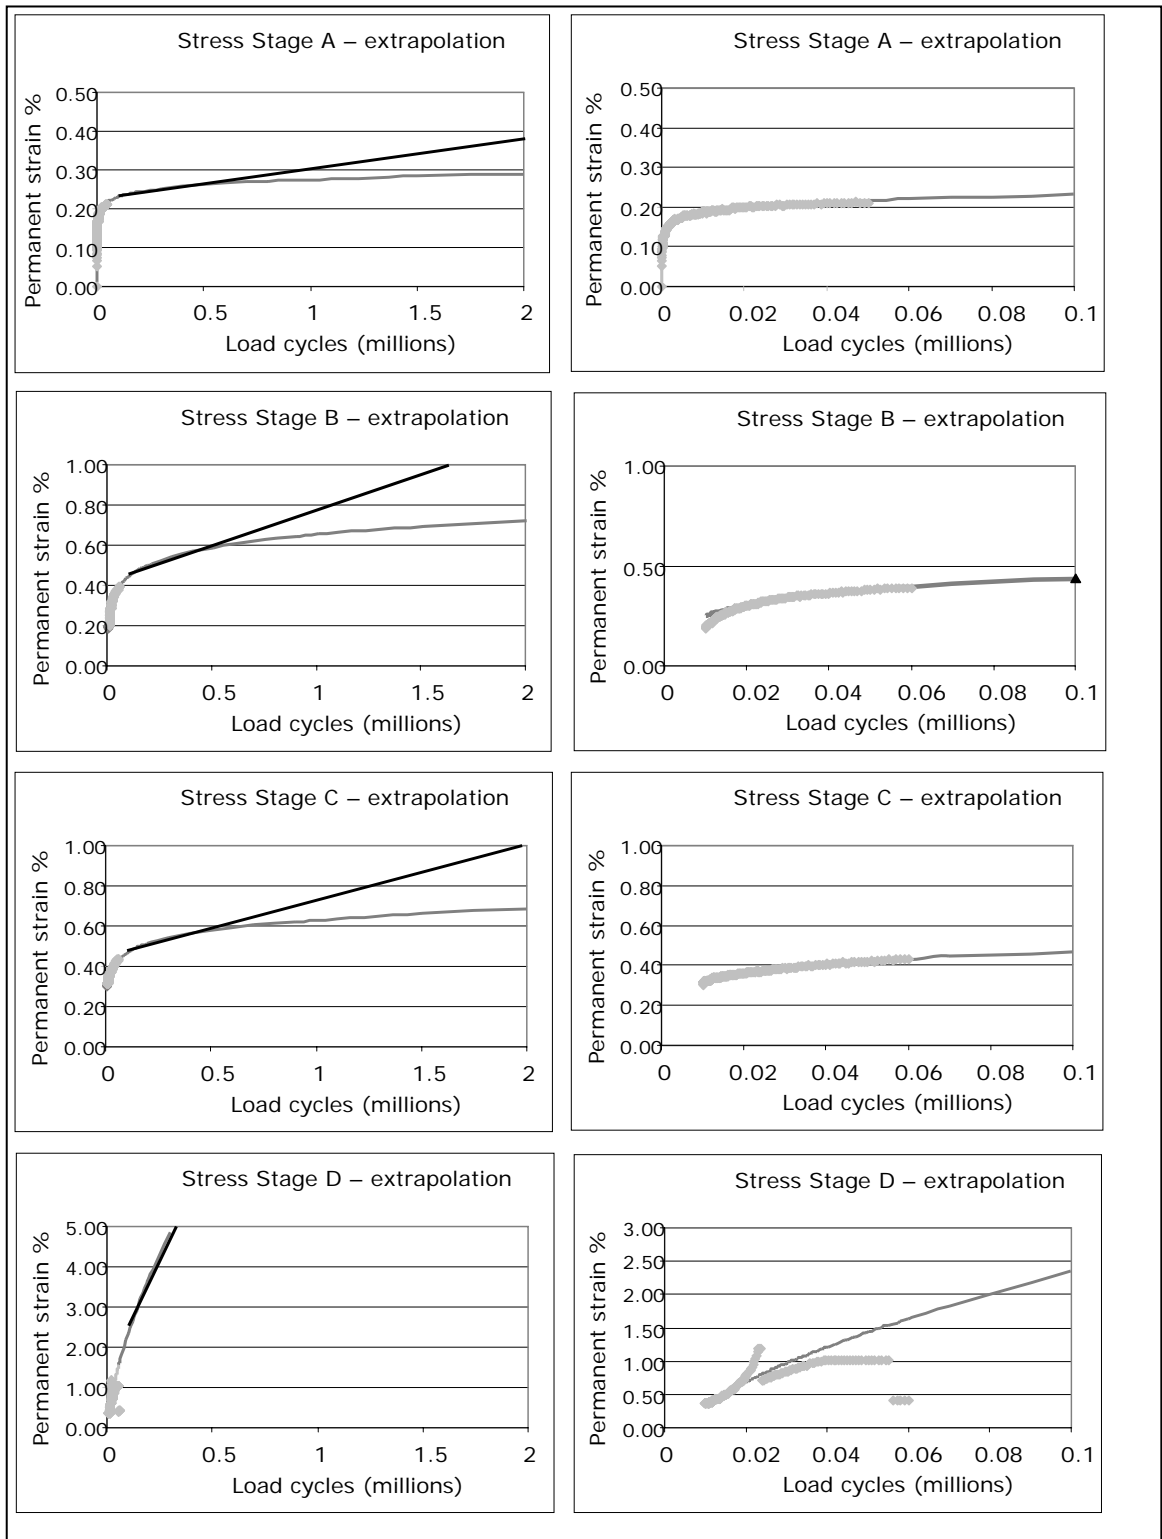 Stress Stage A – extrapolation
Permanent strain %
0.50
0.40
0.30
0.20
0.10
0.00
0 0.5 1 1.5 2
Load cycles (millions)
Stress Stage A – extrapolation
Permanent strain %
0.50
0.40
0.30
0.20
0.10
0.00
0 0.02 0.04 0.06 0.08 0.1
Load cycles (millions)
Stress Stage B – extrapolation
Permanent strain %
1.00
0.80
0.60
0.40
0.20
0.00
0 0.5 1 1.5 2
Load cycles (millions)
Stress Stage B – extrapolation
Permanent strain %
1.00
0.50
0.00
0 0.02 0.04 0.06 0.08 0.1
Load cycles (millions)
Stress Stage C – extrapolation
Permanent strain %
1.00
0.80
0.60
0.40
0.20
0.00
0 0.5 1 1.5 2
Load cycles (millions)
Stress Stage C – extrapolation
Permanent strain %
1.00
0.80
0.60
0.40
0.20
0.00
0 0.02 0.04 0.06 0.08 0.1
Load cycles (millions)
Stress Stage D – extrapolation
Permanent strain %
5.00
4.00
3.00
2.00
1.00
0.00
0 0.5 1 1.5 2
Load cycles (millions)
Stress Stage D – extrapolation
Permanent strain %
3.00
2.50
2.00
1.50
1.00
0.50
0.00
0 0.02 0.04 0.06 0.08 0.1
Load cycles (millions)